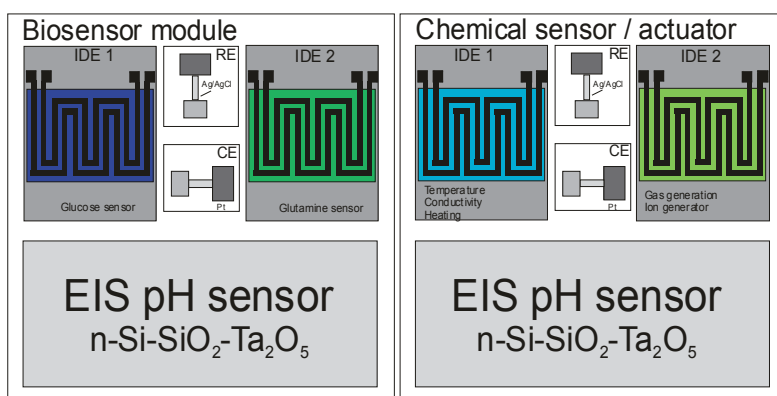 Biosensor module
IDE 1
RE
Ag/AgCl
IDE 2
CE
Pt
Glucose sensor
Glutamine sensor
EIS pH sensor
n-Si-SiO₂-Ta₂O₅
Chemical sensor / actuator
IDE 1
RE
Ag/AgCl
IDE 2
CE
Pt
Temperature
Conductivity
Heating
Gas generation
Ion generator
EIS pH sensor
n-Si-SiO₂-Ta₂O₅